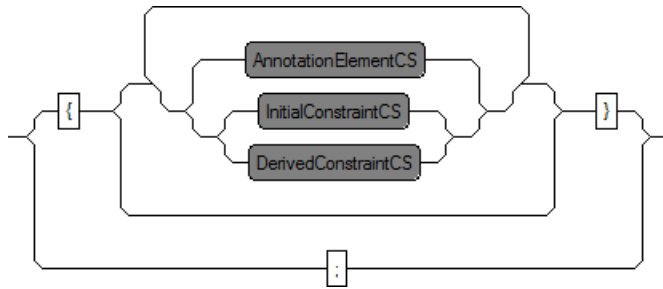 AnnotationElementCS
{ InitialConstraintCS }
DerivedConstraintCS
;